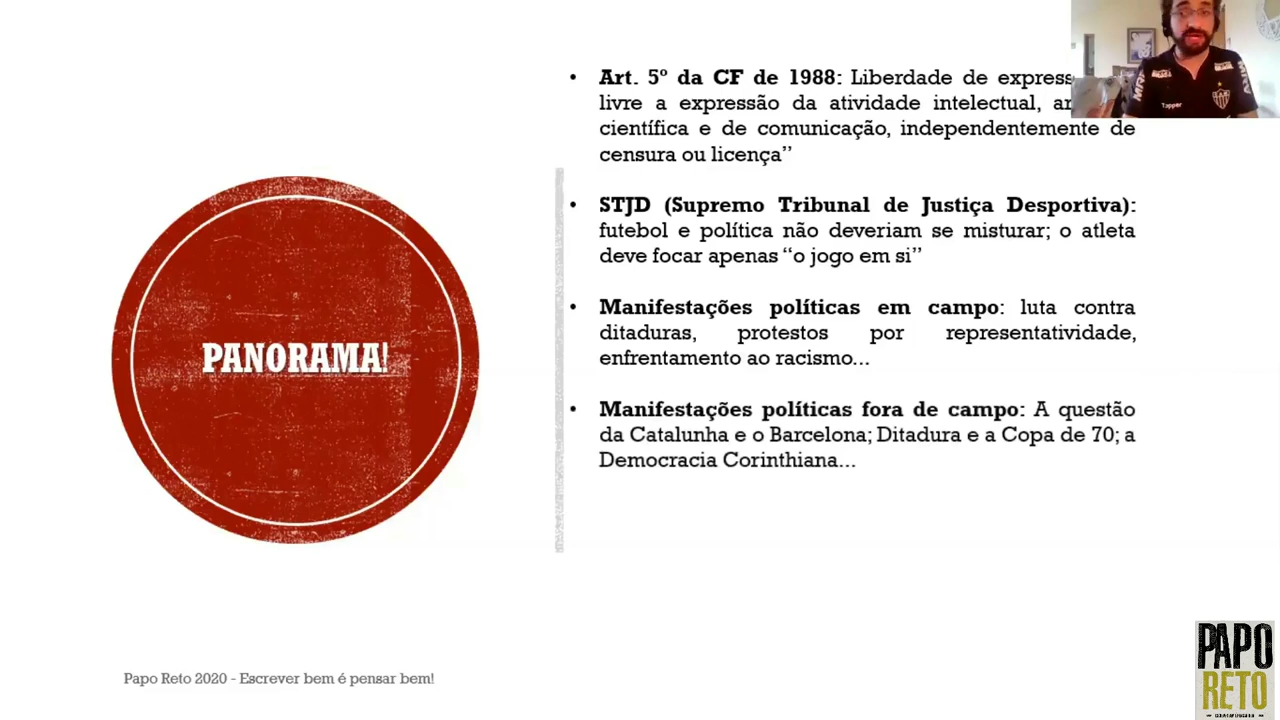 Art. 5º da CF de 1988: Liberdade de
livre a expressão da atividade intelectual,
científica e de comunicação, independentemente de
censura ou licença”
STJD (Supremo Tribunal de Justiça Desportiva):
futebol e política não deveriam se misturar; o atleta
deve focar apenas “o jogo em si”
Manifestações políticas em campo: luta contra
ditaduras, protestos por representatividade,
enfrentamento ao racismo...
Manifestações políticas fora de campo: A questão
da Catalunha e o Barcelona; Ditadura e a Copa de 70; a
Democracia Corinthiana...
PANORAMA!
Papo Reto 2020 - Escrever bem é pensar bem!
PAPO
RETO